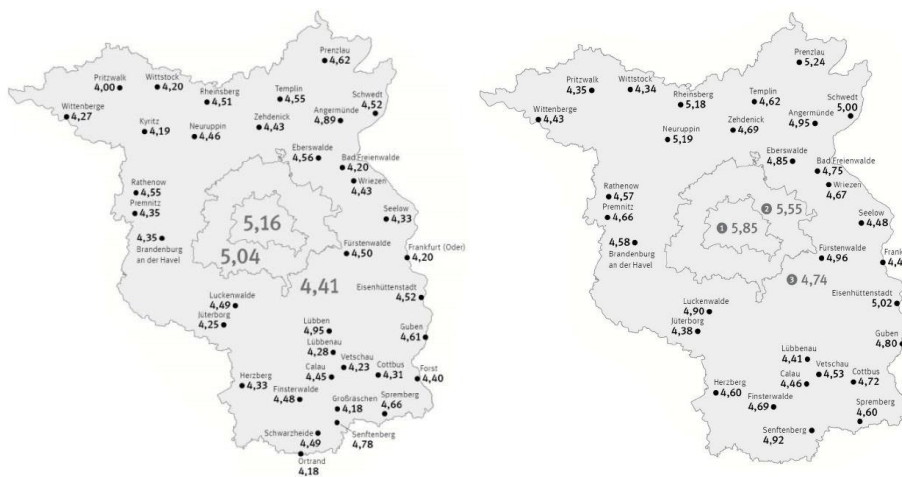 Prenzlau
4,62
Pritzwalk
4,00
Wittstock
4,20
Rheinsberg
4,51
Templin
4,55
Schwedt
4,52
Angermünde
4,89
Wittenberge
4,27
Kyritz
4,19
Neuruppin
4,46
Zehdenick
4,43
Eberswalde
4,56
Bad Freienwalde
4,20
Wriezen
4,43
Rathenow
4,55
Premnitz
4,35
Seelow
4,33
5,16
4,35
Brandenburg
an der Havel
5,04
Fürstenwalde
4,50
Frankfurt (Oder)
4,20
4,41
Eisenhüttenstadt
4,52
Luckenwalde
4,49
Jüterborg
4,25
Lübben
4,95
Guben
4,61
Lübbenau
4,28
Vetschau
4,23
Calau
4,45
Cottbus
4,31
Forst
4,40
Herzberg
4,33
Finsterwalde
4,48
Großräschen
4,18
Spremberg
4,66
Schwarzheide
4,49
Senftenberg
4,78
Ortrand
4,18
Prenzlau
5,24
Pritzwalk
4,35
Wittstock
4,34
Rheinsberg
5,18
Templin
4,62
Schwedt
5,00
Angermünde
4,95
Wittenberge
4,43
Neuruppin
5,19
Zehdenick
4,69
Eberswalde
4,85
Bad Freienwalde
4,75
Wriezen
4,67
Rathenow
4,57
Premnitz
4,66
Seelow
4,48
2 5,55
1 5,85
4,58
Brandenburg
an der Havel
Fürstenwalde
4,96
Frank
4,4
3 4,74
Eisenhüttenstadt
5,02
Luckenwalde
4,90
Jüterborg
4,38
Guben
4,80
Lübbenau
4,41
Vetschau
4,53
Calau
4,46
Cottbus
4,72
Herzberg
4,60
Finsterwalde
4,69
Spremberg
4,60
Senftenberg
4,92